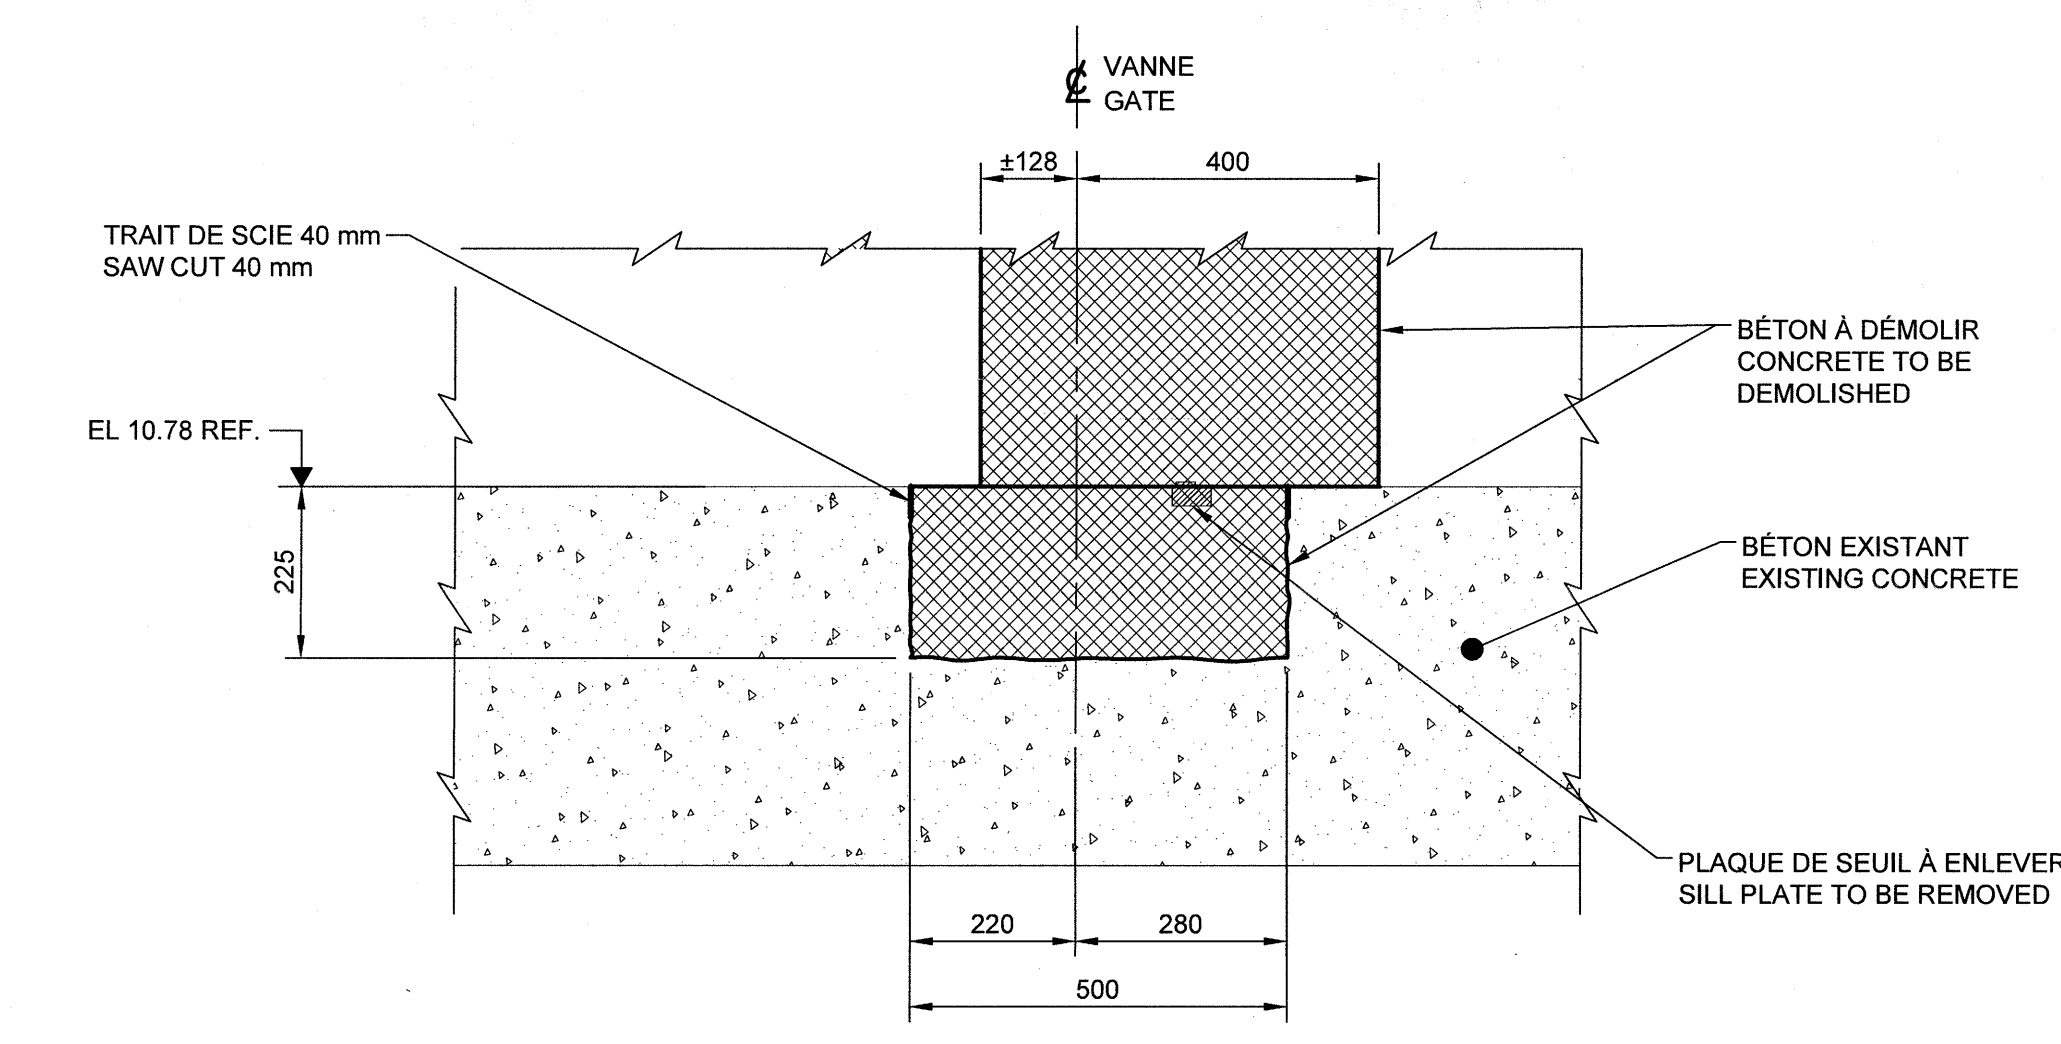 VANNE
GATE
±128
400
TRAIT DE SCIE 40 mm
SAW CUT 40 mm
BÉTON À DÉMOLIR
CONCRETE TO BE
DEMOLISHED
EL 10.78 REF.
225
BÉTON EXISTANT
EXISTING CONCRETE
PLAQUE DE SEUIL À ENLEVER
SILL PLATE TO BE REMOVED
220
280
500